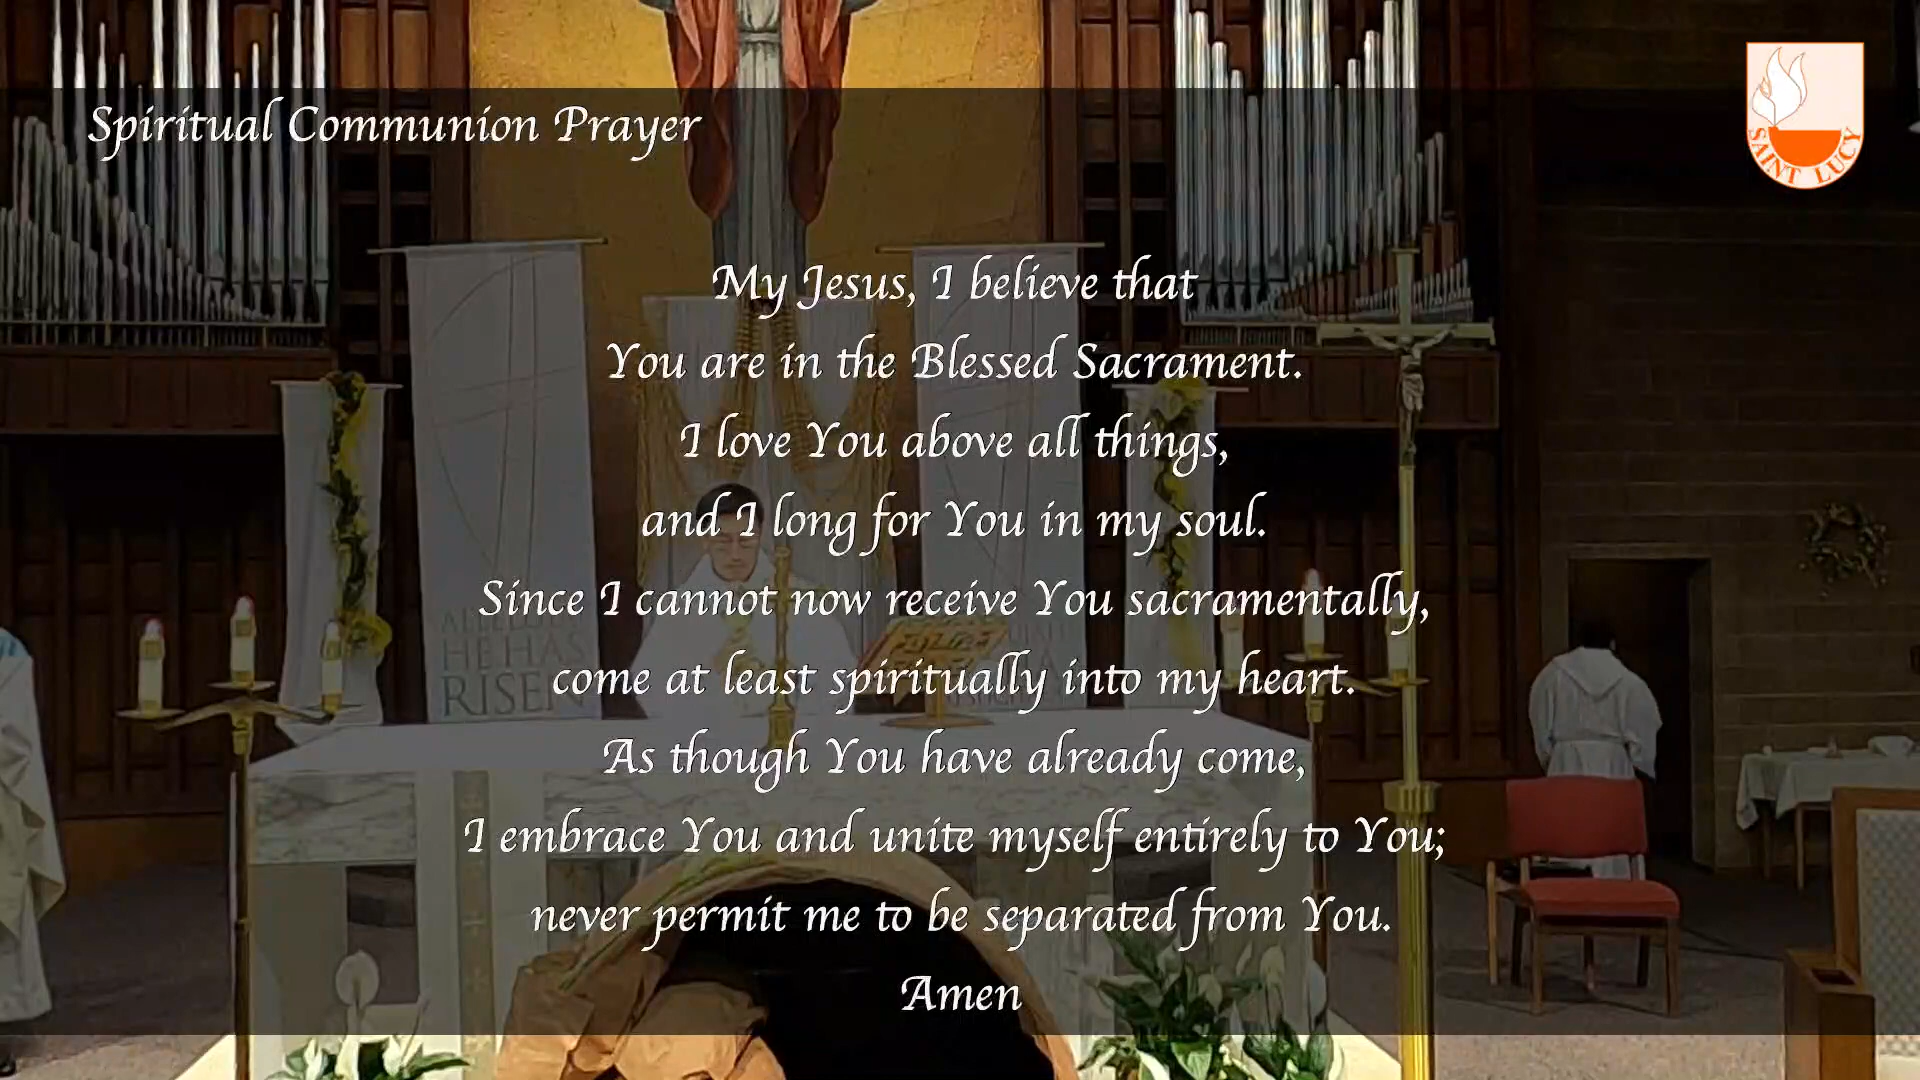 Spiritual Communion Prayer
SAINT LUCY
My Jesus, I believe that
You are in the Blessed Sacrament.
I love You above all things,
and I long for You in my soul.
Since I cannot now receive You sacramentally,
come at least spiritually into my heart.
As though You have already come,
I embrace You and unite myself entirely to You;
never permit me to be separated from You.
Amen
HE HAS
RISEN